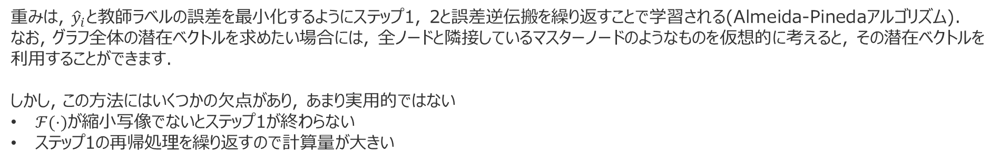 重みは, ŷᵢと教師ラベルの誤差を最小化するようにステップ1, 2と誤差逆伝搬を繰り返すことで学習される(Almeida-Pinedaアルゴリズム).
なお, グラフ全体の潜在ベクトルを求めたい場合には, 全ノードと隣接しているマスターノードのようなものを仮想的に考えると, その潜在ベクトルを
利用することができます.
しかし, この方法にはいくつかの欠点があり, あまり実用的ではない
• ℱ(·)が縮小写像でないとステップ1が終わらない
• ステップ1の再帰処理を繰り返すので計算量が大きい